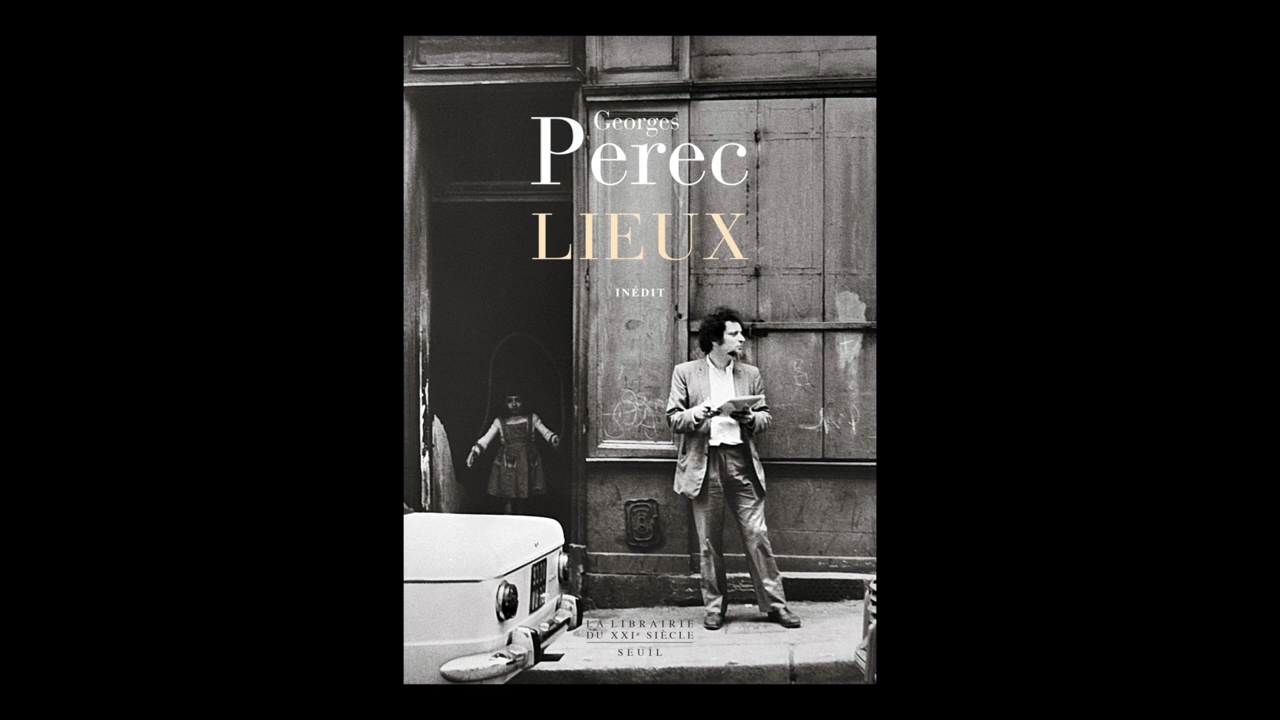 Georges
Perec
LIEUX
INÉDIT
LA LIBRAIRIE
DU XXIᵉ SIÈCLE
SEUIL